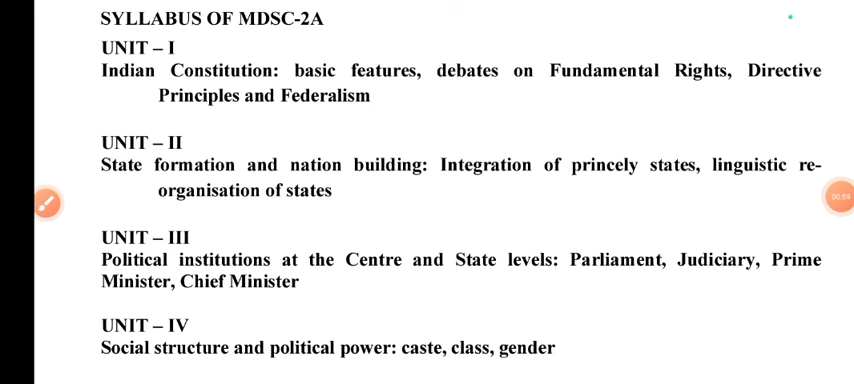 SYLLABUS OF MDSC-2A
UNIT – I
Indian Constitution: basic features, debates on Fundamental Rights, Directive
Principles and Federalism
UNIT – II
State formation and nation building: Integration of princely states, linguistic re-
organisation of states
00:59
UNIT – III
Political institutions at the Centre and State levels: Parliament, Judiciary, Prime
Minister, Chief Minister
UNIT – IV
Social structure and political power: caste, class, gender